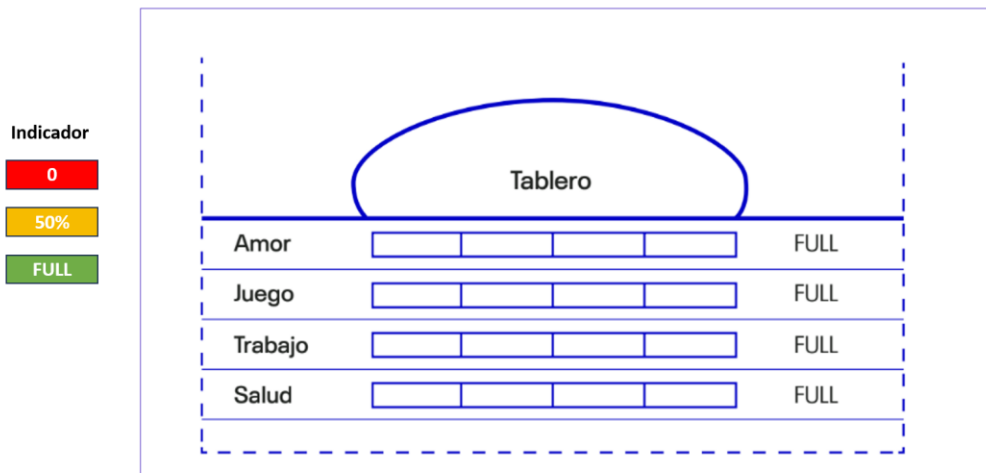 Indicador
0
50%
FULL
Tablero
Amor FULL
Juego FULL
Trabajo FULL
Salud FULL